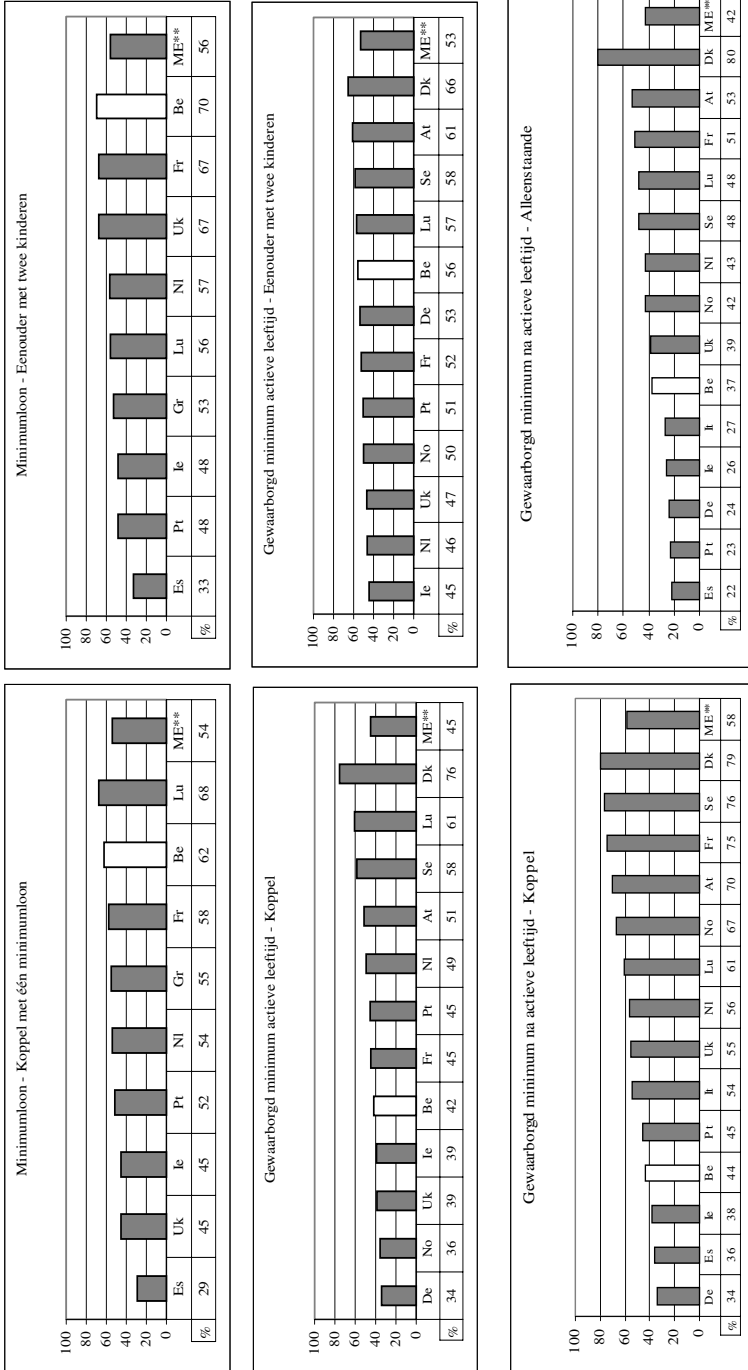 Minimumloon - Koppel met één minimumloon
100
80
60
40
20
0
Es Uk Ie Pt Nl Gr Fr Be Lu ME**
% 29 45 45 52 54 55 58 62 68 54
Minimumloon - Eenouder met twee kinderen
100
80
60
40
20
0
Es Pt Ie Gr Lu Nl Uk Fr Be ME**
% 33 48 48 53 56 57 67 67 70 56
Gewaarborgd minimum actieve leeftijd - Koppel
100
80
60
40
20
0
De No Uk Ie Be Fr Pt Nl At Se Lu Dk ME**
% 34 36 39 39 42 45 45 49 51 58 61 76 45
Gewaarborgd minimum actieve leeftijd - Eenouder met twee kinderen
100
80
60
40
20
0
Ie Nl Uk No Pt Fr De Be Lu Se At Dk ME**
% 45 46 47 50 51 52 53 56 57 58 61 66 53
Gewaarborgd minimum na actieve leeftijd - Koppel
100
80
60
40
20
0
De Es Ie Be Pt It Uk Nl Lu No At Fr Se Dk ME**
% 34 36 38 44 45 54 55 56 61 67 70 75 76 79 58
Gewaarborgd minimum na actieve leeftijd - Alleenstaande
100
80
60
40
20
0
Es Pt De Ie It Be Uk No Nl Se Lu Fr At Dk ME**
% 22 23 24 26 27 37 39 42 43 48 48 51 53 80 42